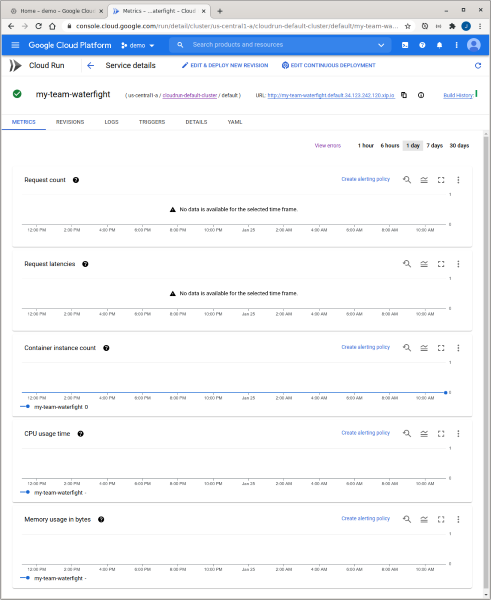 Home – demo – Google Cloud
Metrics – ...aterfight – Cloud
console.cloud.google.com/run/detail/cluster/us-central1-a/cloudrun-default-cluster/default/my-team-wa...
Google Cloud Platform
demo
Search products and resources
Cloud Run
Service details
EDIT & DEPLOY NEW REVISION
EDIT CONTINUOUS DEPLOYMENT
my-team-waterfight
( us-central1-a / cloudrun-default-cluster / default )
URL: http://my-team-waterfight.default.34.123.242.130.xip.io
Build History:
METRICS REVISIONS LOGS TRIGGERS DETAILS YAML
View errors 1 hour 6 hours 1 day 7 days 30 days
Request count
Create alerting policy
1
No data is available for the selected time frame.
0
12:00 PM 2:00 PM 4:00 PM 6:00 PM 8:00 PM 10:00 PM Jan 25 2:00 AM 4:00 AM 6:00 AM 8:00 AM 10:00 AM
Request latencies
No data is available for the selected time frame.
12:00 PM 2:00 PM 4:00 PM 6:00 PM 8:00 PM 10:00 PM Jan 25 2:00 AM 4:00 AM 6:00 AM 8:00 AM 10:00 AM
Container instance count
Create alerting policy
1
0
12:00 PM 2:00 PM 4:00 PM 6:00 PM 8:00 PM 10:00 PM Jan 25 2:00 AM 4:00 AM 6:00 AM 8:00 AM 10:00 AM
my-team-waterfight 0
CPU usage time
Create alerting policy
1
12:00 PM 2:00 PM 4:00 PM 6:00 PM 8:00 PM 10:00 PM Jan 25 2:00 AM 4:00 AM 6:00 AM 8:00 AM 10:00 AM
my-team-waterfight -
Memory usage in bytes
Create alerting policy
1
12:00 PM 2:00 PM 4:00 PM 6:00 PM 8:00 PM 10:00 PM Jan 25 2:00 AM 4:00 AM 6:00 AM 8:00 AM 10:00 AM
my-team-waterfight -